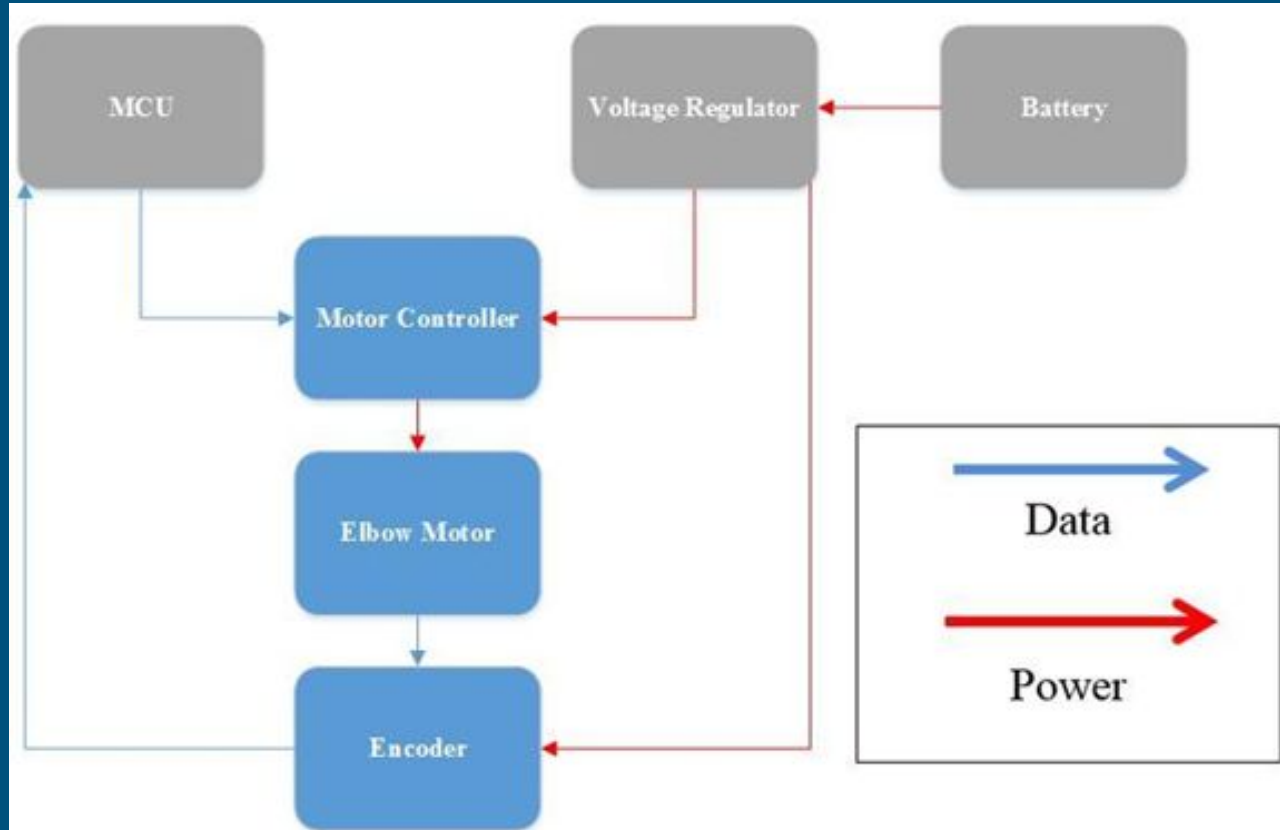 MCU
Voltage Regulator
Battery
Motor Controller
Elbow Motor
Encoder
Data
Power